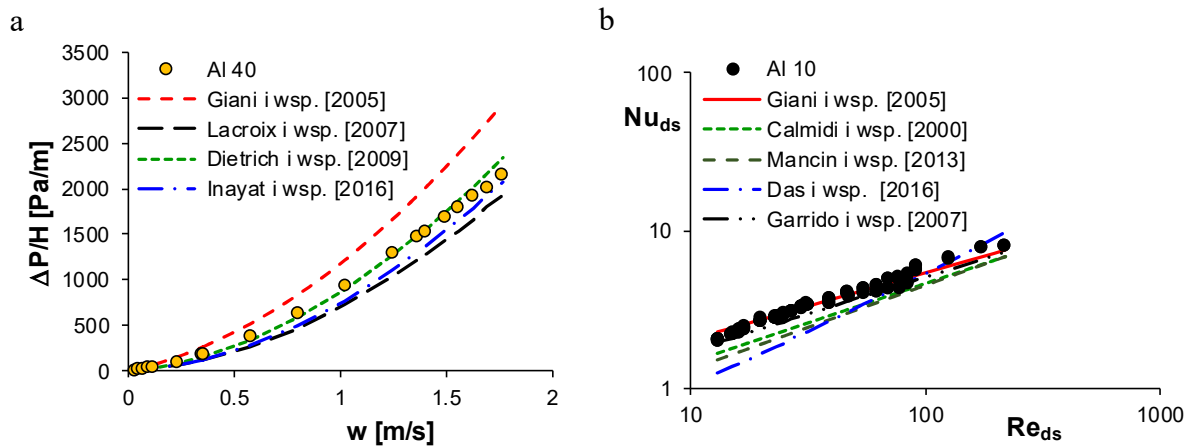 a
3500
3000
2500
2000
1500
1000
500
0
ΔP/H [Pa/m]
Al 40
Giani i wsp. [2005]
Lacroix i wsp. [2007]
Dietrich i wsp. [2009]
Inayat i wsp. [2016]
0 0.5 1 1.5 2
w [m/s]
b
100
10
1
Nuds
Al 10
Giani i wsp. [2005]
Calmidi i wsp. [2000]
Mancin i wsp. [2013]
Das i wsp. [2016]
Garrido i wsp. [2007]
10 100 1000
Reds